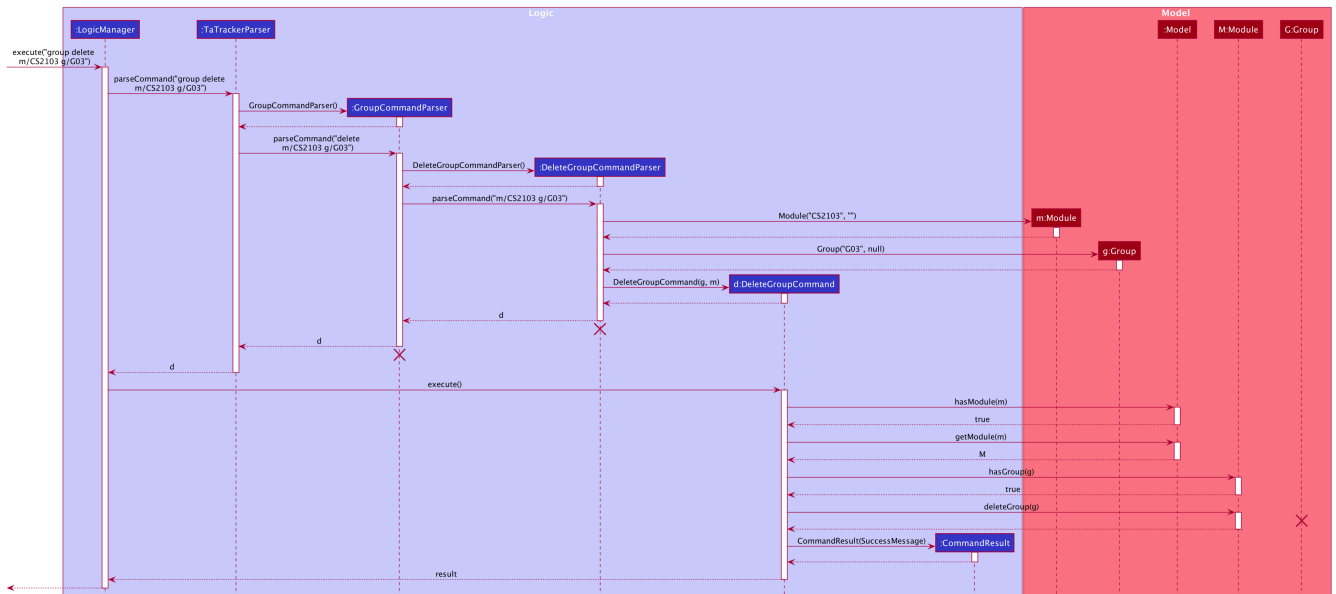 Logic
Model
:LogicManager
:TaTrackerParser
:Model
M:Module
G:Group
execute("group delete
m/CS2103 g/G03")
parseCommand("group delete
m/CS2103 g/G03")
GroupCommandParser()
:GroupCommandParser
parseCommand("delete
m/CS2103 g/G03")
DeleteGroupCommandParser()
:DeleteGroupCommandParser
parseCommand("m/CS2103 g/G03")
Module("CS2103", "")
m:Module
Group("G03", null)
g:Group
DeleteGroupCommand(g, m)
d:DeleteGroupCommand
d
d
d
execute()
hasModule(m)
true
getModule(m)
M
hasGroup(g)
true
deleteGroup(g)
CommandResult(SuccessMessage)
:CommandResult
result